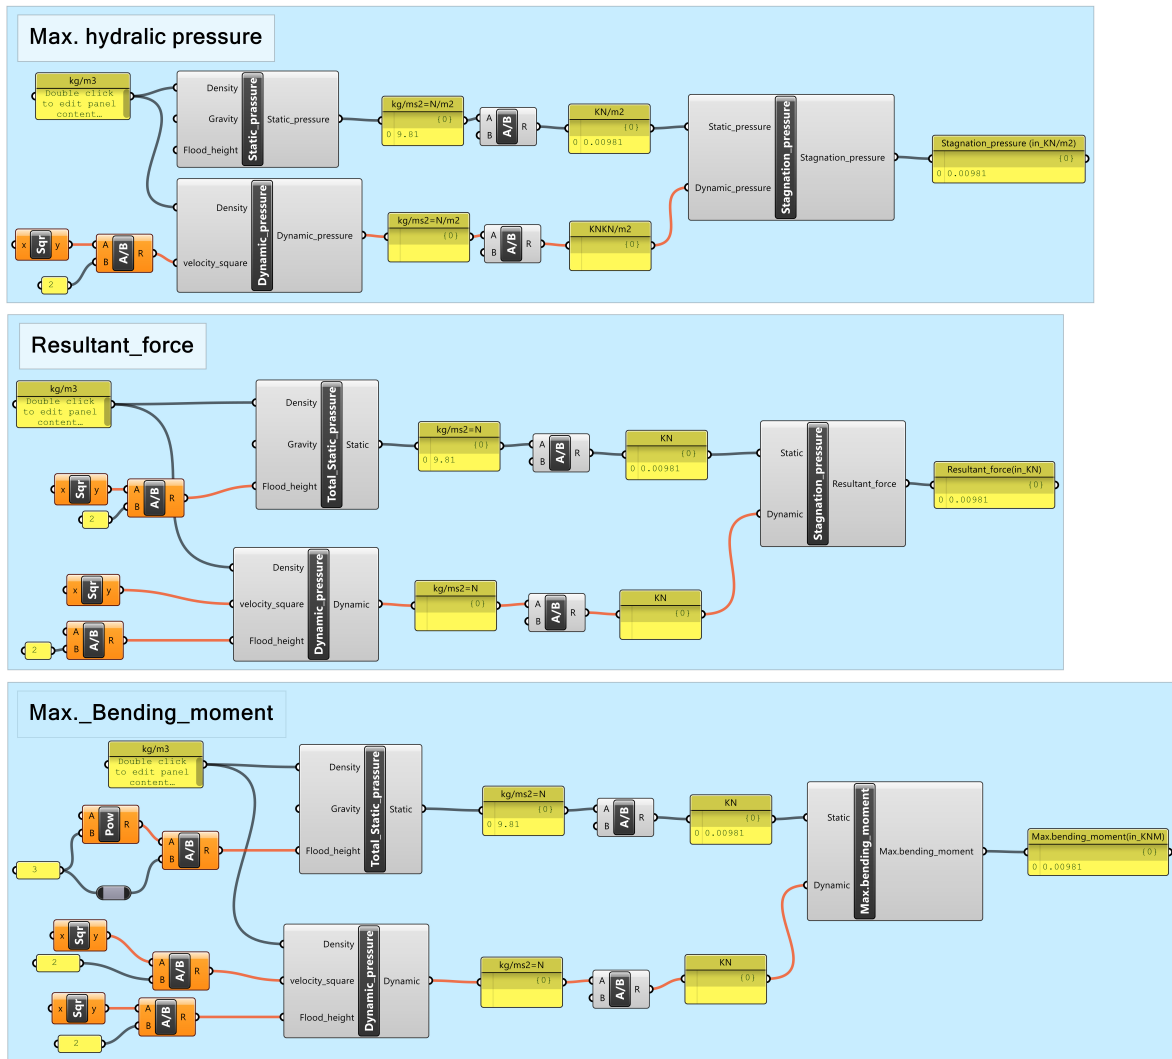 Max. hydralic pressure
kg/m3
Double click
to edit panel
content…
Density
Gravity
Flood_height
Static_prassure
Static_pressure
kg/ms2=N/m2
{0}
0 9.81
A
B
A/B
R
KN/m2
{0}
0 0.00981
Static_pressure
Dynamic_pressure
Stagnation_pressure
Stagnation_pressure
Stagnation_pressure (in_KN/m2)
{0}
0 0.00981
x
Sqr
y
2
A
B
A/B
R
Density
velocity_square
Dynamic_pressure
Dynamic_pressure
kg/ms2=N/m2
{0}
A
B
A/B
R
KNKN/m2
{0}
Resultant_force
kg/m3
Double click
to edit panel
content…
x
Sqr
y
2
A
B
A/B
R
Density
Gravity
Flood_height
Total_Static_prassure
Static
kg/ms2=N
{0}
0 9.81
A
B
A/B
R
KN
{0}
0 0.00981
Static
Dynamic
Stagnation_pressure
Resultant_force
Resultant_force(in_KN)
{0}
0 0.00981
x
Sqr
y
2
A
B
A/B
R
Density
velocity_square
Flood_height
Dynamic_pressure
Dynamic
kg/ms2=N
{0}
A
B
A/B
R
KN
{0}
Max._Bending_moment
kg/m3
Double click
to edit panel
content…
A
B
Pow
R
3
A
B
A/B
R
Density
Gravity
Flood_height
Total_Static_prassure
Static
kg/ms2=N
{0}
0 9.81
A
B
A/B
R
KN
{0}
0 0.00981
Static
Dynamic
Max.bending_moment
Max.bending_moment
Max.bending_moment(in_KNM)
{0}
0 0.00981
x
Sqr
y
2
A
B
A/B
R
x
Sqr
y
2
A
B
A/B
R
Density
velocity_square
Flood_height
Dynamic_pressure
Dynamic
kg/ms2=N
{0}
A
B
A/B
R
KN
{0}